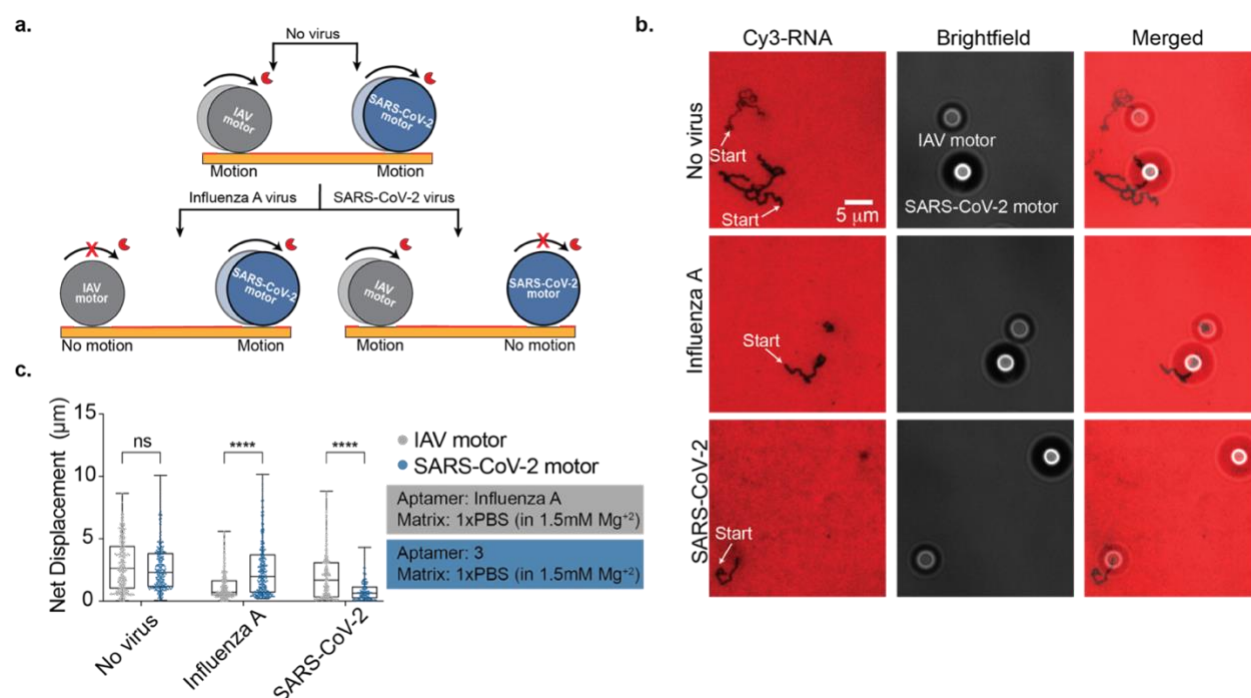 a.
No virus
IAV
motor
SARS-CoV-2
motor
Motion
Motion
Influenza A virus
SARS-CoV-2 virus
X
X
IAV
motor
SARS-CoV-2
motor
IAV
motor
SARS-CoV-2
motor
No motion
Motion
Motion
No motion
b.
Cy3-RNA
Brightfield
Merged
No virus
Start
Start
5 μm
IAV motor
SARS-CoV-2 motor
Influenza A
Start
SARS-CoV-2
Start
c.
Net Displacement (μm)
15
10
5
0
ns
****
****
No virus
Influenza A
SARS-CoV-2
IAV motor
SARS-CoV-2 motor
Aptamer: Influenza A
Matrix: 1xPBS (in 1.5mM Mg+2)
Aptamer: 3
Matrix: 1xPBS (in 1.5mM Mg+2)